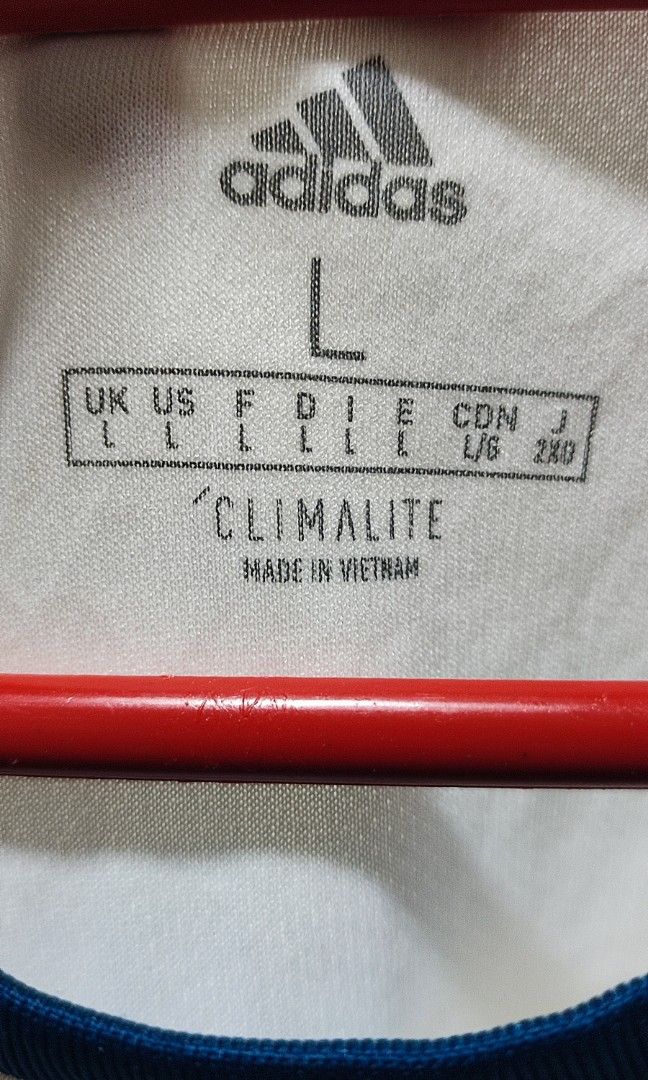 adidas
L
UK US F D I E CDN J
L L L L L L L/G 2XO
CLIMALITE
MADE IN VIETNAM